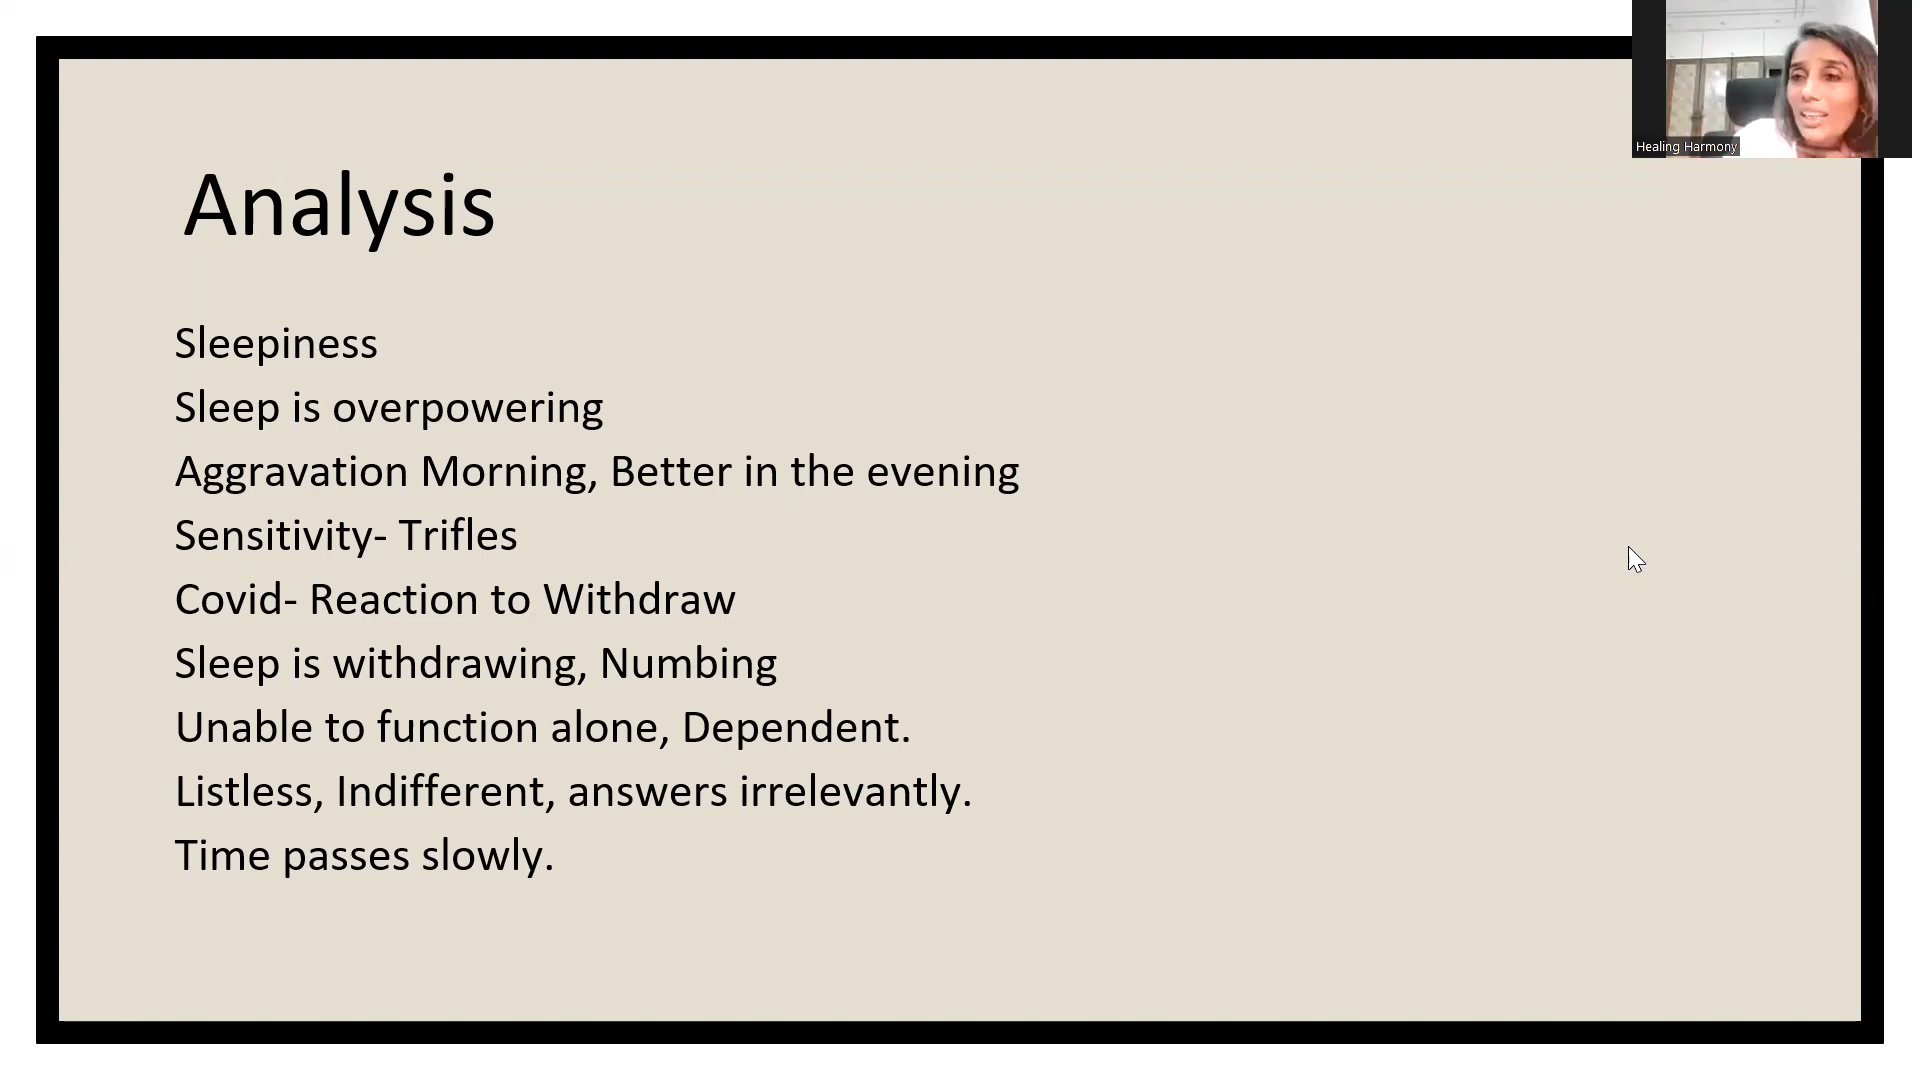 Healing Harmony
Analysis
Sleepiness
Sleep is overpowering
Aggravation Morning, Better in the evening
Sensitivity- Trifles
Covid- Reaction to Withdraw
Sleep is withdrawing, Numbing
Unable to function alone, Dependent.
Listless, Indifferent, answers irrelevantly.
Time passes slowly.